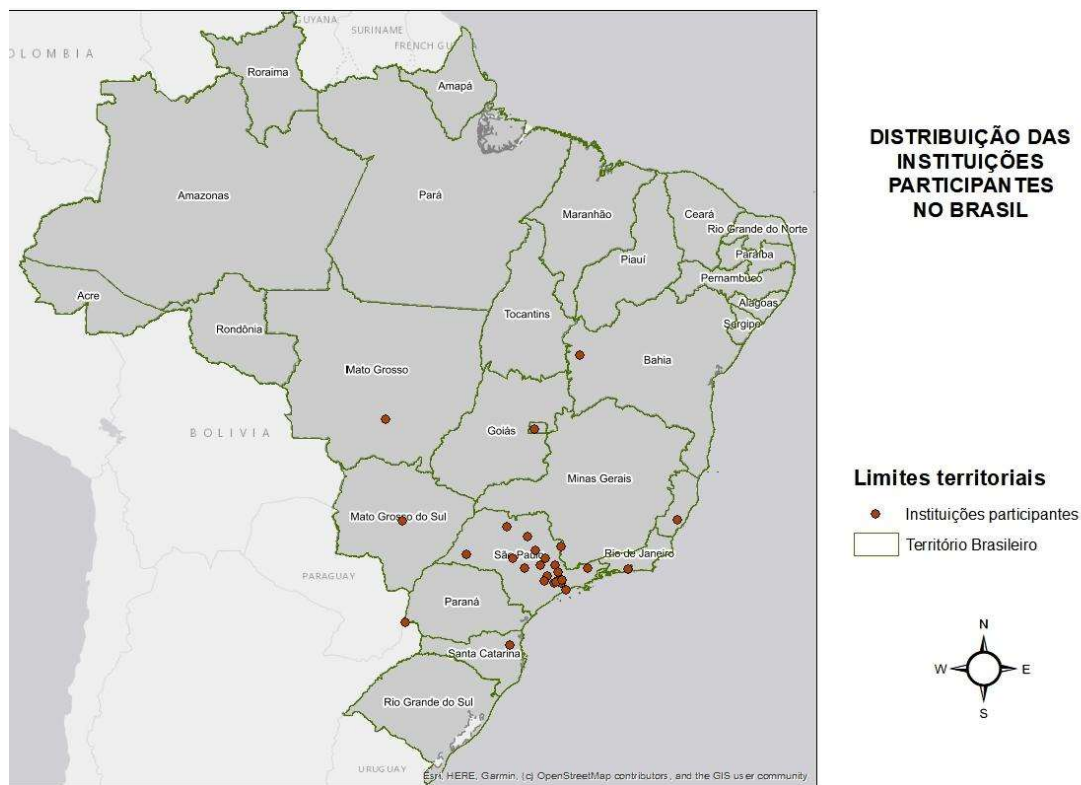 GUYANA
SURINAME
FRENCH GU
OLOMBIA
Roraima
Amapá
Amazonas
Pará
Maranhão
Ceará
Rio Grande do Norte
Paraíba
Piauí
Pernambuco
Acre
Alagoas
Rondônia
Tocantins
Sergipe
Bahia
Mato Grosso
BOLIVIA
Goiás
Minas Gerais
Mato Grosso do Sul
São Paulo
Rio de Janeiro
PARAGUAY
Paraná
Santa Catarina
Rio Grande do Sul
URUGUAY
Esri, HERE, Garmin, (c) OpenStreetMap contributors, and the GIS user community
DISTRIBUIÇÃO DAS
INSTITUIÇÕES
PARTICIPANTES
NO BRASIL
Limites territoriais
Instituições participantes
Território Brasileiro
N
W E
S